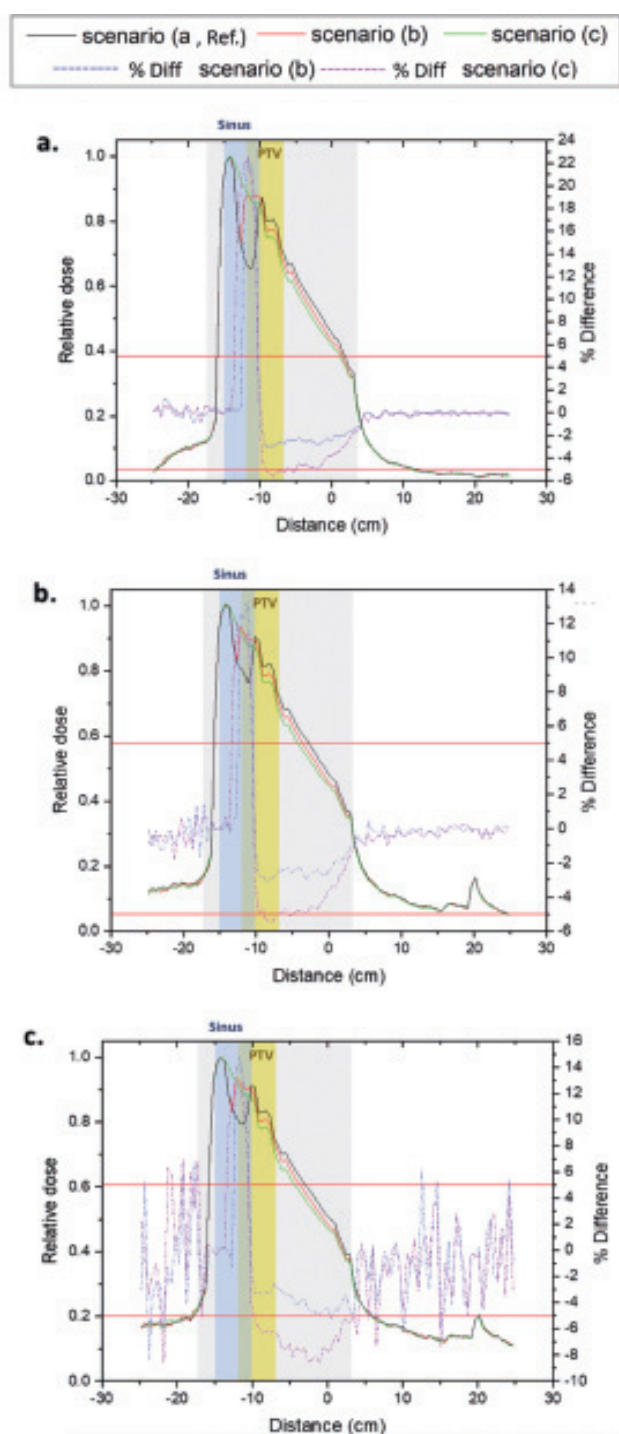 scenario (a , Ref.) scenario (b) scenario (c)
% Diff scenario (b) % Diff scenario (c)
a.
Sinus
PTV
1.0
0.8
0.6
0.4
0.2
0.0
Relative dose
24
22
20
18
16
14
12
10
8
6
4
2
0
-2
-4
-6
% Difference
-30 -20 -10 0 10 20 30
Distance (cm)
b.
Sinus
PTV
1.0
0.8
0.6
0.4
0.2
0.0
Relative dose
14
12
10
8
6
4
2
0
-2
-4
-6
% Difference
-30 -20 -10 0 10 20 30
Distance (cm)
c.
Sinus
PTV
1.0
0.8
0.6
0.4
0.2
0.0
Relative dose
16
14
12
10
8
6
4
2
0
-2
-4
-6
-8
-10
% Difference
-30 -20 -10 0 10 20 30
Distance (cm)